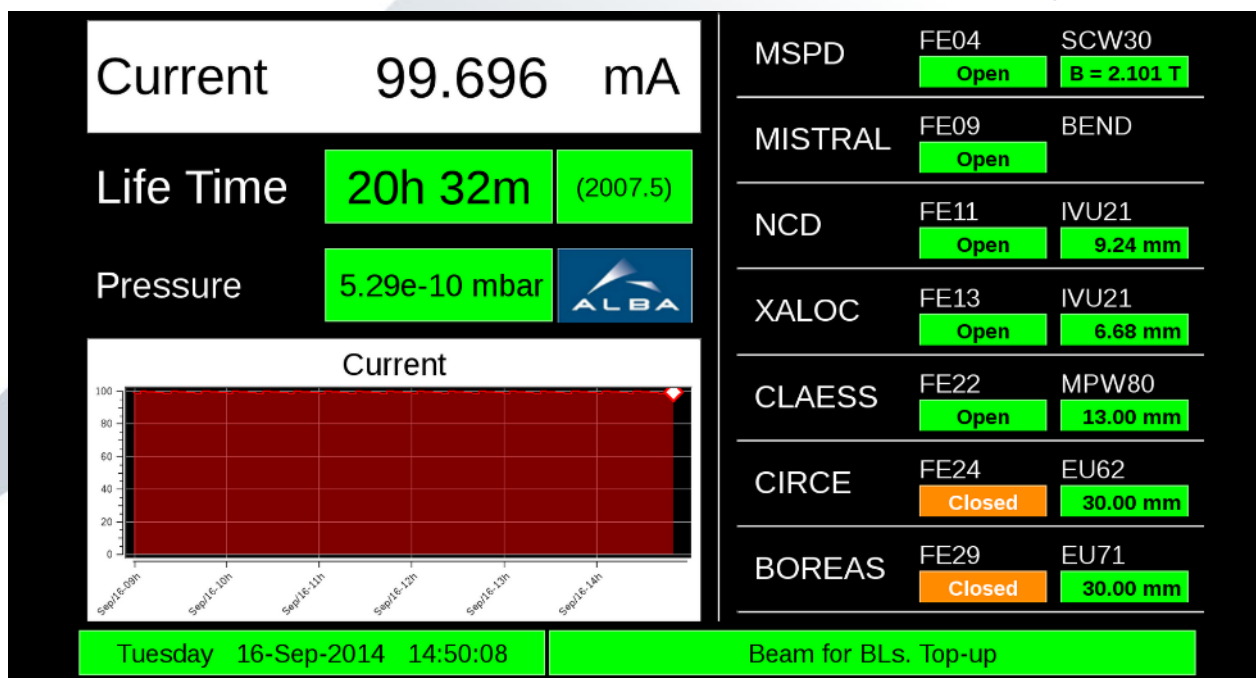 Current 99.696 mA
Life Time 20h 32m (2007.5)
Pressure 5.29e-10 mbar ALBA
Current
100
80
60
40
20
0
Sep/16-09h Sep/16-10h Sep/16-11h Sep/16-12h Sep/16-13h Sep/16-14h
MSPD FE04 SCW30
Open B = 2.101 T
MISTRAL FE09 BEND
Open
NCD FE11 IVU21
Open 9.24 mm
XALOC FE13 IVU21
Open 6.68 mm
CLAESS FE22 MPW80
Open 13.00 mm
CIRCE FE24 EU62
Closed 30.00 mm
BOREAS FE29 EU71
Closed 30.00 mm
Tuesday 16-Sep-2014 14:50:08 Beam for BLs. Top-up